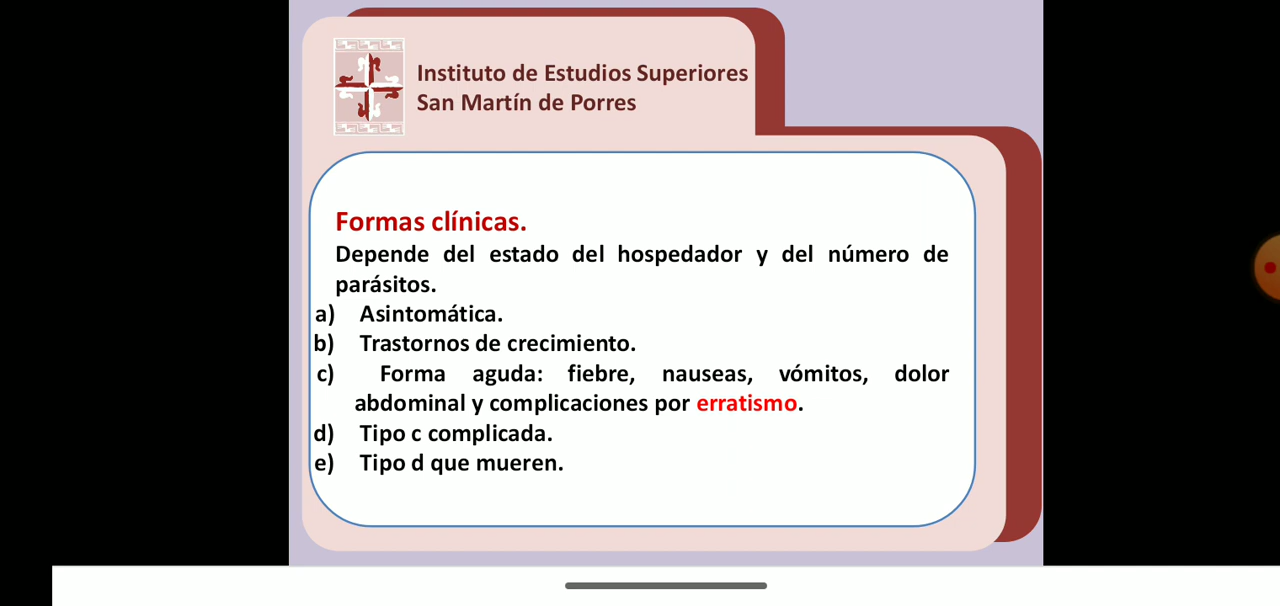 Instituto de Estudios Superiores
San Martín de Porres
Formas clínicas.
Depende del estado del hospedador y del número de
parásitos.
a) Asintomática.
b) Trastornos de crecimiento.
c) Forma aguda: fiebre, nauseas, vómitos, dolor
abdominal y complicaciones por erratismo.
d) Tipo c complicada.
e) Tipo d que mueren.